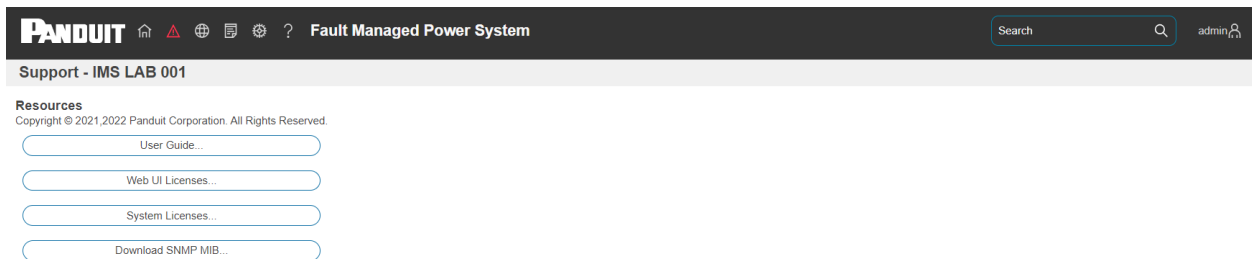 PANDUIT ? Fault Managed Power System Search admin
Support - IMS LAB 001
Resources
Copyright © 2021,2022 Panduit Corporation. All Rights Reserved.
User Guide...
Web UI Licenses...
System Licenses...
Download SNMP MIB...